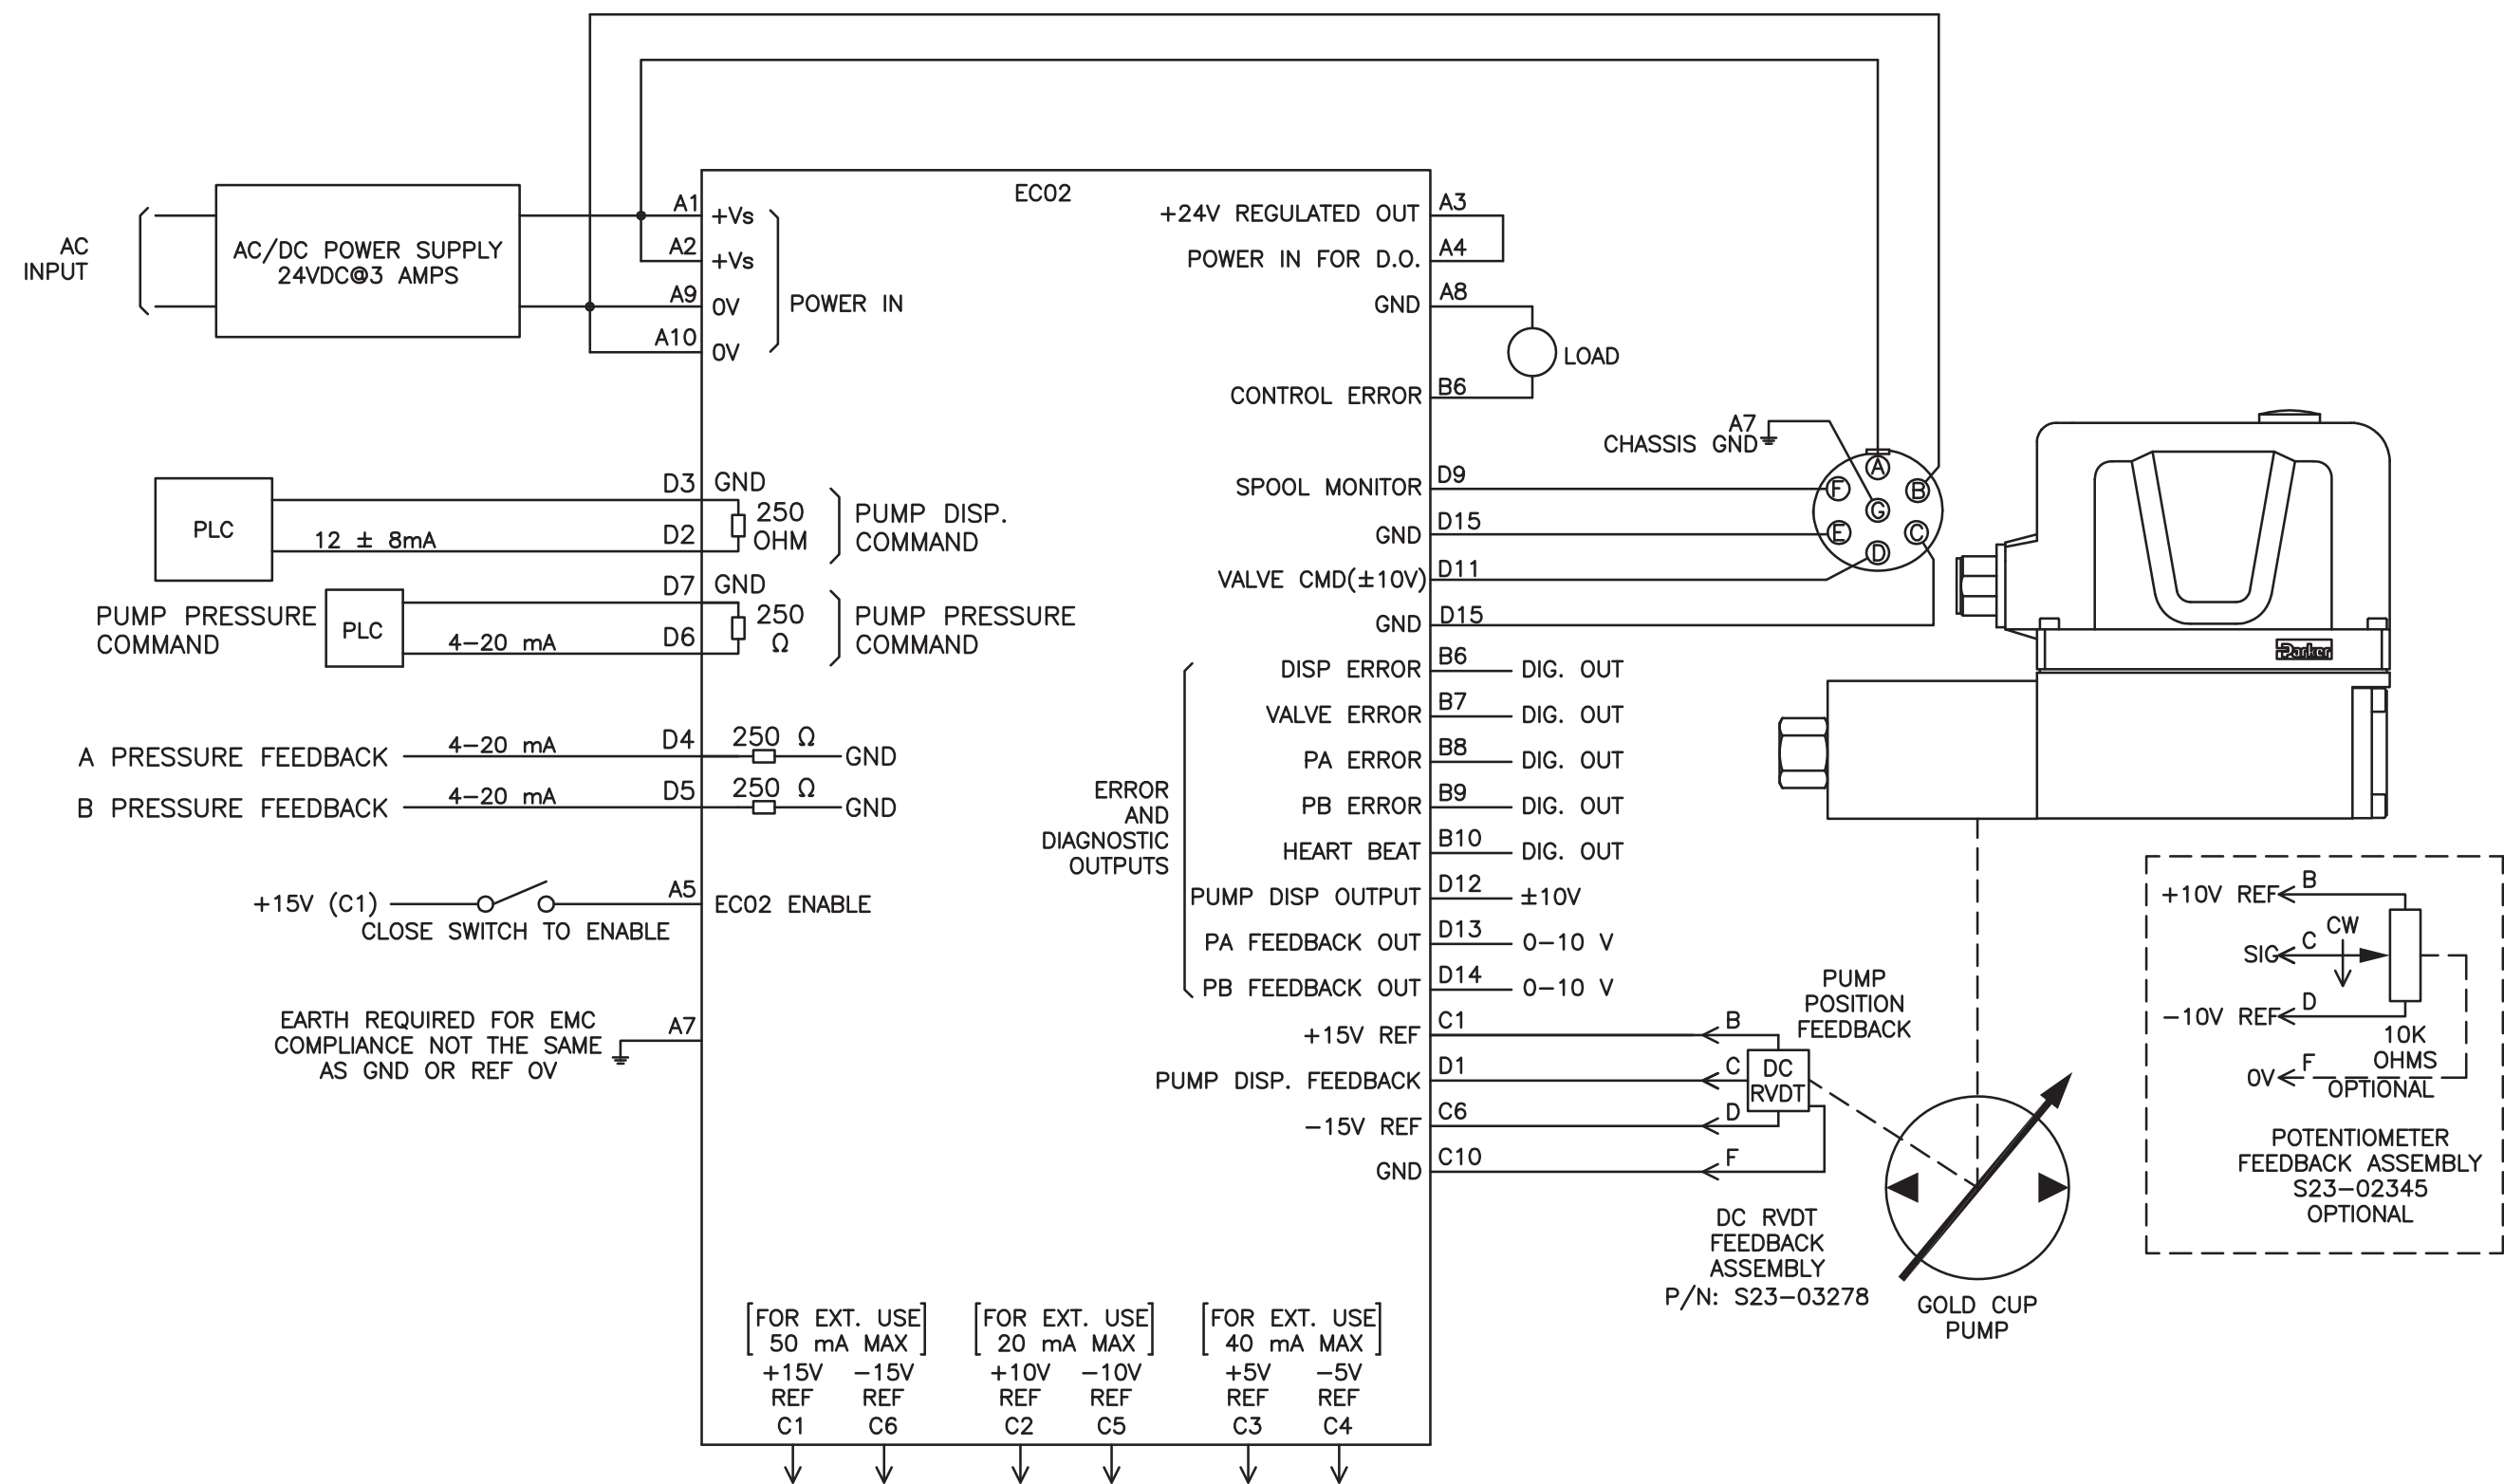 EC02
AC
INPUT
AC/DC POWER SUPPLY
24VDC@3 AMPS
A1
+Vs
A2
+Vs
A9
0V
A10
0V
POWER IN
+24V REGULATED OUT
A3
POWER IN FOR D.O.
A4
GND
A8
LOAD
CONTROL ERROR
B6
A7
CHASSIS GND
SPOOL MONITOR
D9
GND
D15
VALVE CMD(±10V)
D11
GND
D15
A
F
B
G
E
C
D
PLC
12 ± 8mA
D3
GND
D2
250
OHM
PUMP DISP.
COMMAND
PUMP PRESSURE
COMMAND
PLC
4-20 mA
D7
GND
D6
250
Ω
PUMP PRESSURE
COMMAND
A PRESSURE FEEDBACK
4-20 mA
D4
250 Ω
GND
B PRESSURE FEEDBACK
4-20 mA
D5
250 Ω
GND
+15V (C1)
CLOSE SWITCH TO ENABLE
A5
EC02 ENABLE
EARTH REQUIRED FOR EMC
COMPLIANCE NOT THE SAME
AS GND OR REF 0V
A7
ERROR
AND
DIAGNOSTIC
OUTPUTS
DISP ERROR
B6
DIG. OUT
VALVE ERROR
B7
DIG. OUT
PA ERROR
B8
DIG. OUT
PB ERROR
B9
DIG. OUT
HEART BEAT
B10
DIG. OUT
PUMP DISP OUTPUT
D12
±10V
PA FEEDBACK OUT
D13
0-10 V
PB FEEDBACK OUT
D14
0-10 V
+15V REF
C1
B
PUMP DISP. FEEDBACK
D1
C
-15V REF
C6
D
GND
C10
F
DC
RVDT
PUMP
POSITION
FEEDBACK
DC RVDT
FEEDBACK
ASSEMBLY
P/N: S23-03278
GOLD CUP
PUMP
Parker
+10V REF
B
SIG
C
CW
-10V REF
D
10K
OHMS
0V
F
OPTIONAL
POTENTIOMETER
FEEDBACK ASSEMBLY
S23-02345
OPTIONAL
FOR EXT. USE
50 mA MAX
+15V
REF
C1
-15V
REF
C6
FOR EXT. USE
20 mA MAX
+10V
REF
C2
-10V
REF
C5
FOR EXT. USE
40 mA MAX
+5V
REF
C3
-5V
REF
C4